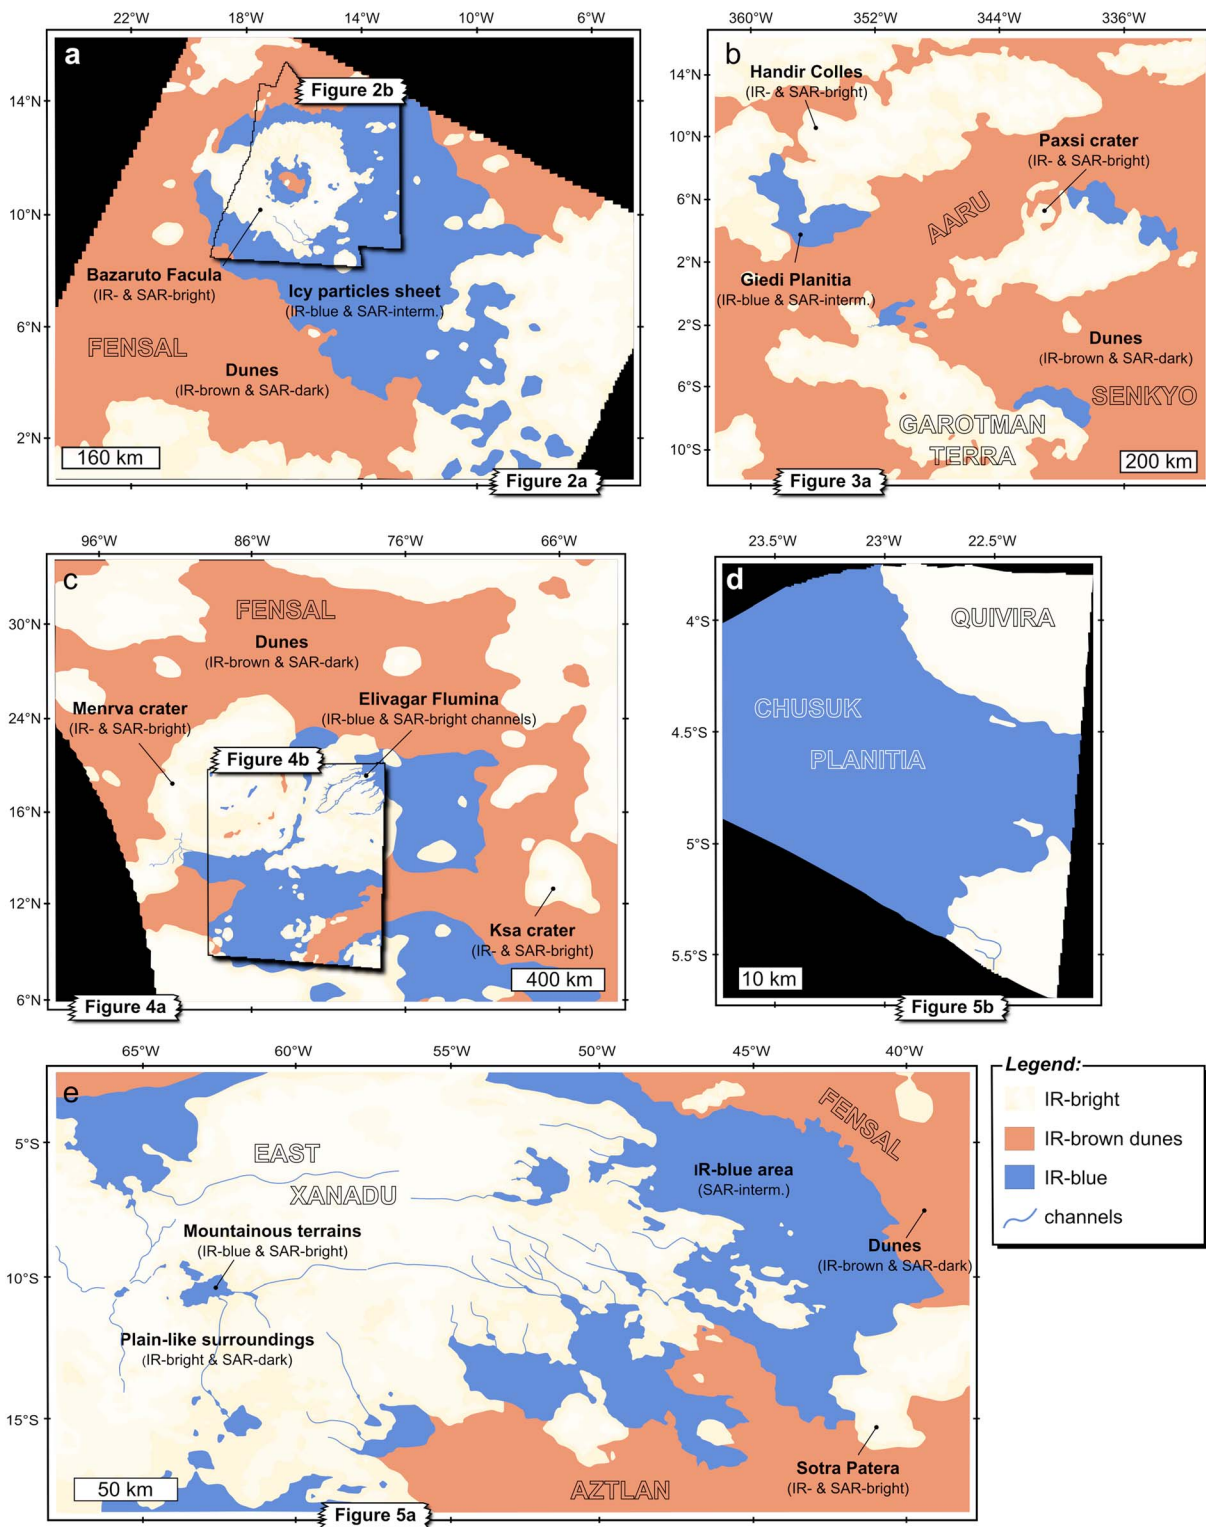 22°W 18°W 14°W 10°W 6°W
a
Figure 2b
14°N
10°N
Bazaruto Facula
(IR- & SAR-bright)
Icy particles sheet
(IR-blue & SAR-interm.)
6°N
FENSAL
Dunes
(IR-brown & SAR-dark)
2°N
160 km
Figure 2a
360°W 352°W 344°W 336°W
b
14°N
Handir Colles
(IR- & SAR-bright)
10°N
Paxsi crater
(IR- & SAR-bright)
6°N
AARU
2°N
Giedi Planitia
(IR-blue & SAR-interm.)
2°S
Dunes
(IR-brown & SAR-dark)
6°S
SENKYO
GAROTMAN
TERRA
10°S
200 km
Figure 3a
96°W 86°W 76°W 66°W
c
30°N
FENSAL
Dunes
(IR-brown & SAR-dark)
Menrva crater
(IR- & SAR-bright)
Elivagar Flumina
(IR-blue & SAR-bright channels)
24°N
Figure 4b
16°N
12°N
Ksa crater
(IR- & SAR-bright)
400 km
6°N
Figure 4a
23.5°W 23°W 22.5°W
d
4°S
QUIVIRA
CHUSUK
4.5°S
PLANITIA
5°S
5.5°S
10 km
Figure 5b
65°W 60°W 55°W 50°W 45°W 40°W
e
FENSAL
5°S
EAST
XANADU
IR-blue area
(SAR-interm.)
Mountainous terrains
(IR-blue & SAR-bright)
Dunes
(IR-brown & SAR-dark)
10°S
Plain-like surroundings
(IR-bright & SAR-dark)
15°S
Sotra Patera
(IR- & SAR-bright)
50 km
AZTLAN
Figure 5a
Legend:
IR-bright
IR-brown dunes
IR-blue
channels